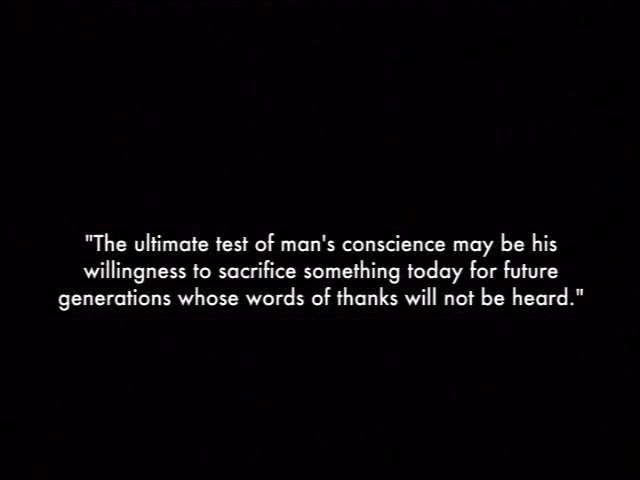 "The ultimate test of man's conscience may be his
willingness to sacrifice something today for future
generations whose words of thanks will not be heard."